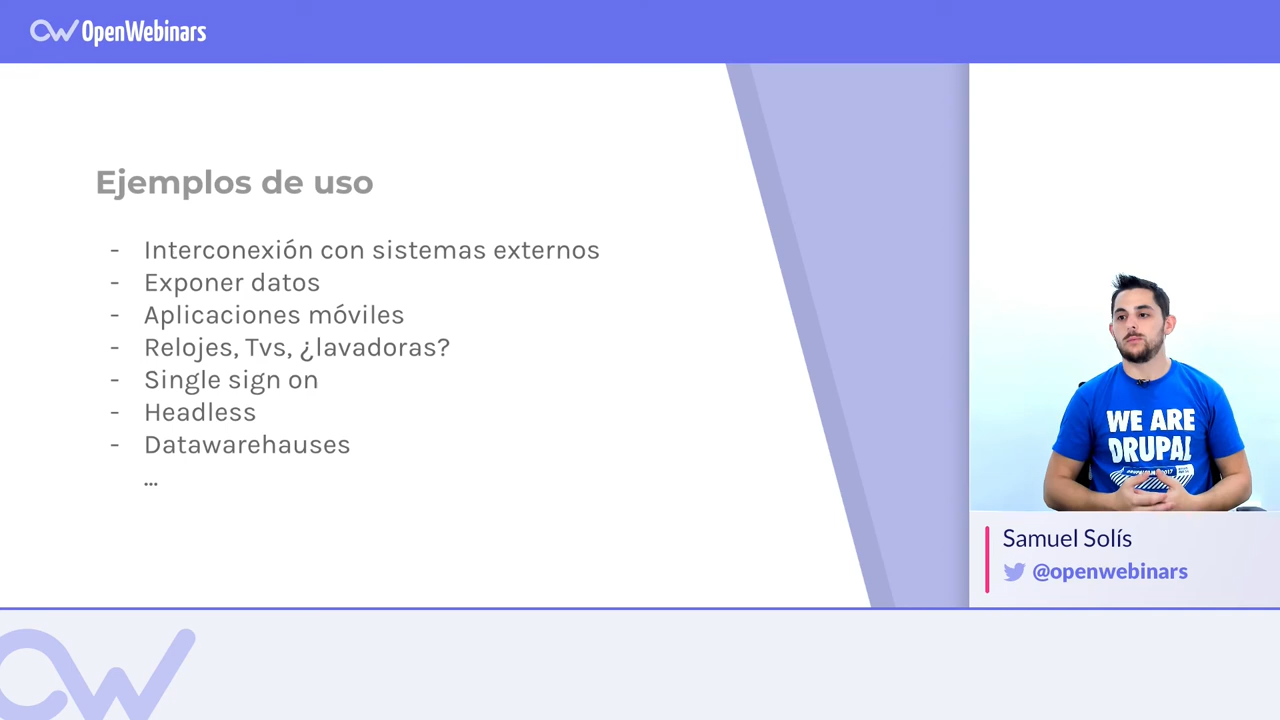 OpenWebinars
Ejemplos de uso
- Interconexión con sistemas externos
- Exponer datos
- Aplicaciones móviles
- Relojes, Tvs, ¿lavadoras?
- Single sign on
- Headless
- Datawarehauses
...
WE ARE
DRUPAL
Samuel Solís
@openwebinars